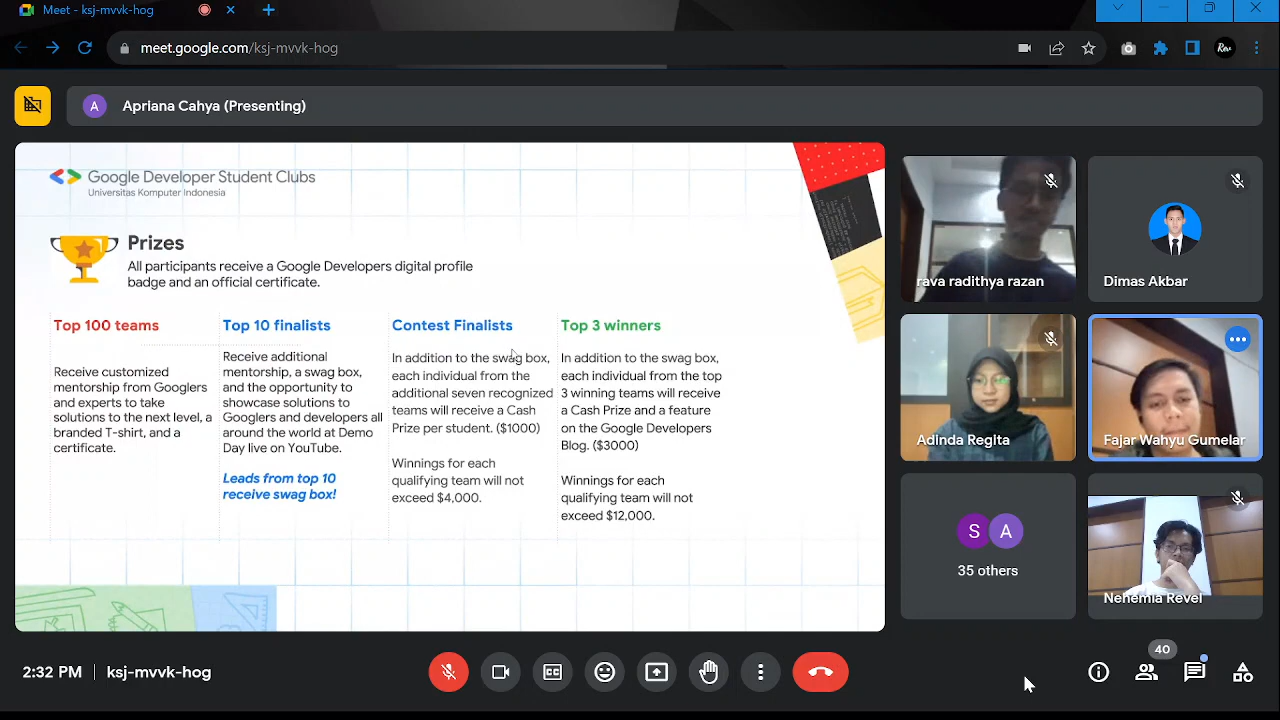 Meet - ksj-mvvk-hog
meet.google.com/ksj-mvvk-hog
Rev
A
Apriana Cahya (Presenting)
Google Developer Student Clubs
Universitas Komputer Indonesia
Prizes
All participants receive a Google Developers digital profile
badge and an official certificate.
Top 100 teams
Receive customized
mentorship from Googlers
and experts to take
solutions to the next level, a
branded T-shirt, and a
certificate.
Top 10 finalists
Receive additional
mentorship, a swag box,
and the opportunity to
showcase solutions to
Googlers and developers all
around the world at Demo
Day live on YouTube.
Leads from top 10
receive swag box!
Contest Finalists
In addition to the swag box,
each individual from the
additional seven recognized
teams will receive a Cash
Prize per student. ($1000)
Winnings for each
qualifying team will not
exceed $4,000.
Top 3 winners
In addition to the swag box,
each individual from the top
3 winning teams will receive
a Cash Prize and a feature
on the Google Developers
Blog. ($3000)
Winnings for each
qualifying team will not
exceed $12,000.
rava radithya razan
Dimas Akbar
Adinda Regita
Fajar Wahyu Gumelar
S A
35 others
Nehemia Revel
2:32 PM | ksj-mvvk-hog
CC
40